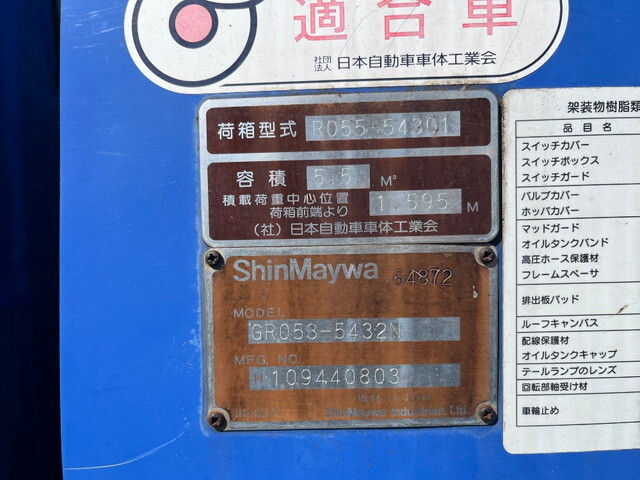 適合車
社団法人 日本自動車車体工業会
荷箱型式 R055-54301
容積 5.5 M³
積載荷重中心位置
荷箱前端より 1.595 M
(社)日本自動車車体工業会
ShinMaywa 64872
MODEL
GR053-5432N
MFG. NO.
109440803
MADE IN JAPAN
ShinMaywa Industries, Ltd.
架装物樹脂類
品目名
スイッチカバー
スイッチボックス
スイッチガード
バルブカバー
ホッパカバー
マッドガード
オイルタンクバンド
高圧ホース保護材
フレームスペーサ
排出板パッド
ルーフキャンバス
配線保護材
オイルタンクキャップ
テールランプのレンズ
回転部軸受け材
車輪止め